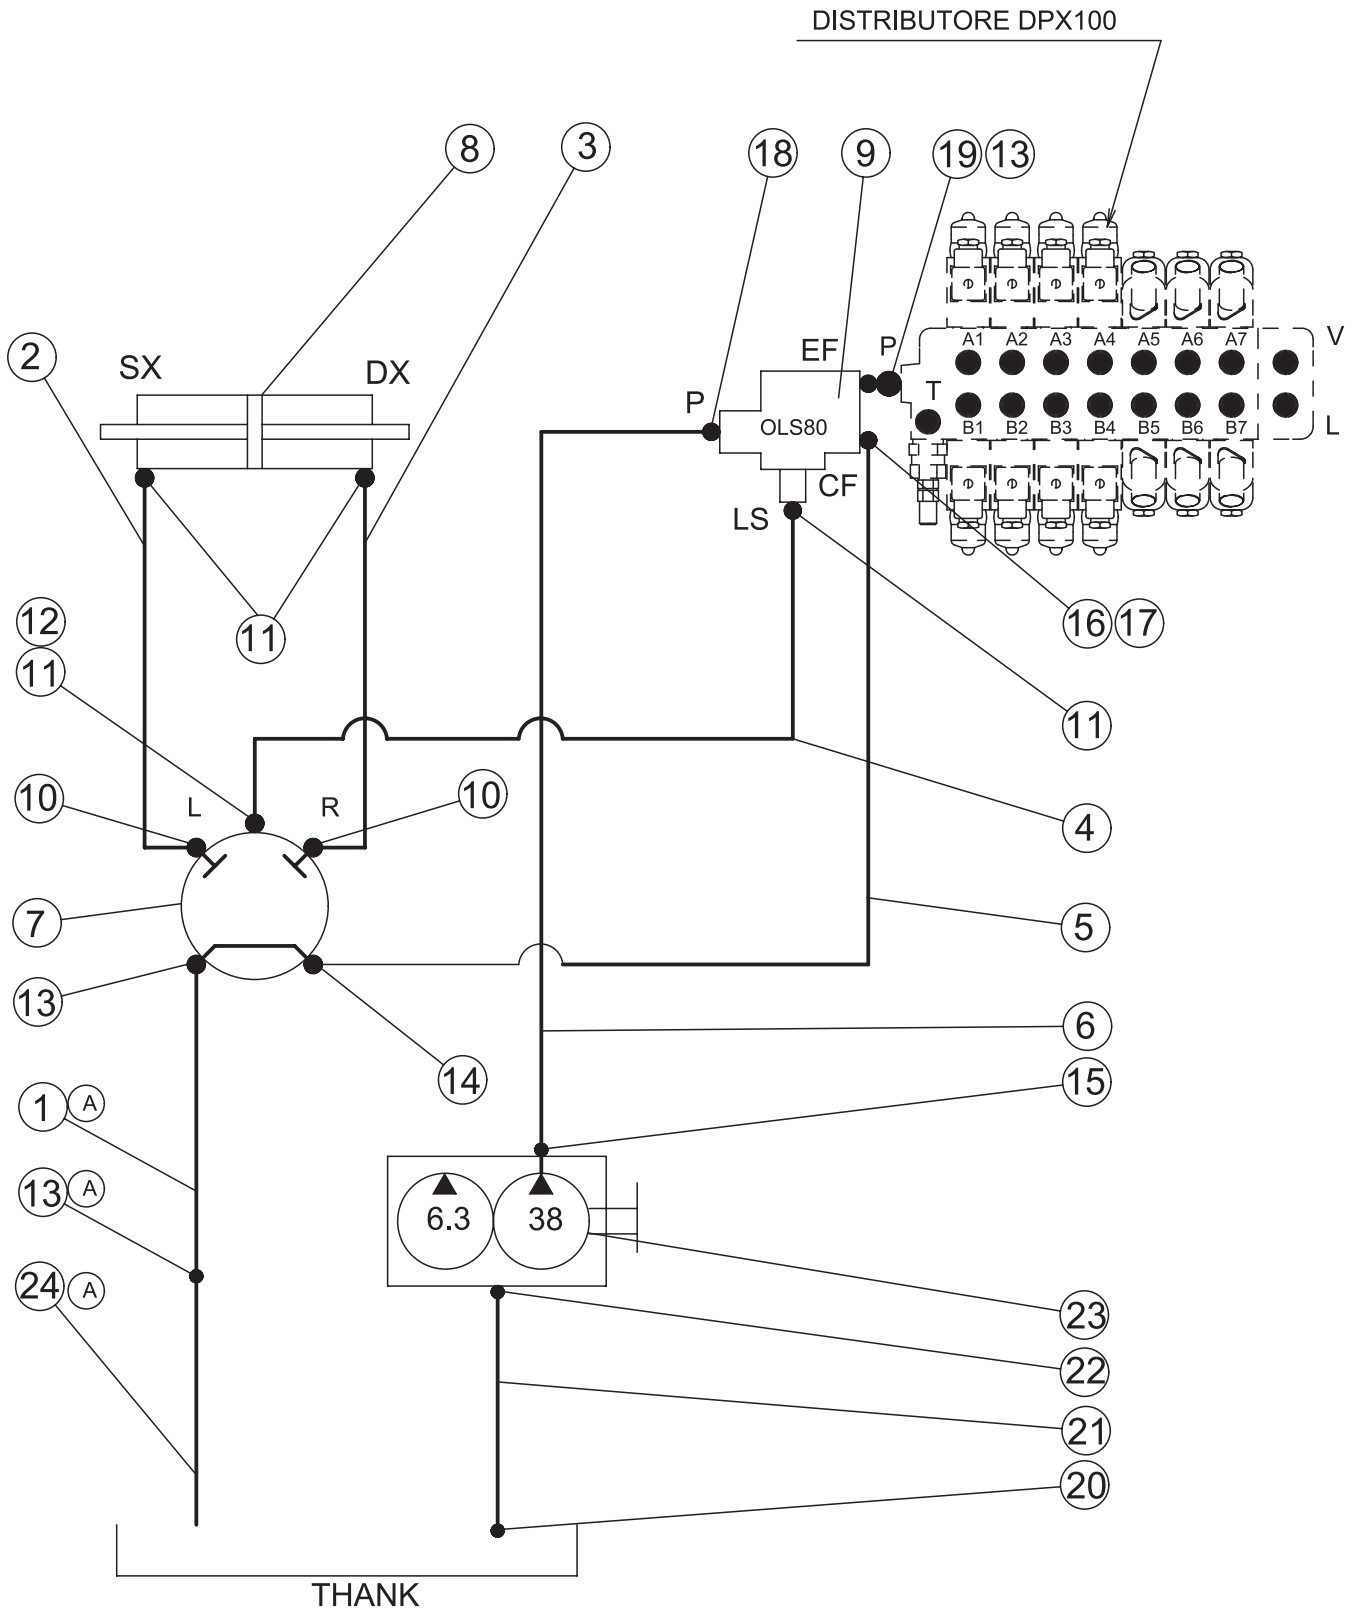 DISTRIBUTORE DPX100
8
3
18
9
19 13
2
SX
DX
EF
P
V
A1 A2 A3 A4 A5 A6 A7
P
T
OLS80
B1 B2 B3 B4 B5 B6 B7
L
CF
LS
e e e e
e e e e
12
11
11
16 17
11
10
L
R
10
4
7
5
13
14
6
15
1 A
13 A
6.3
38
24 A
23
22
21
20
THANK